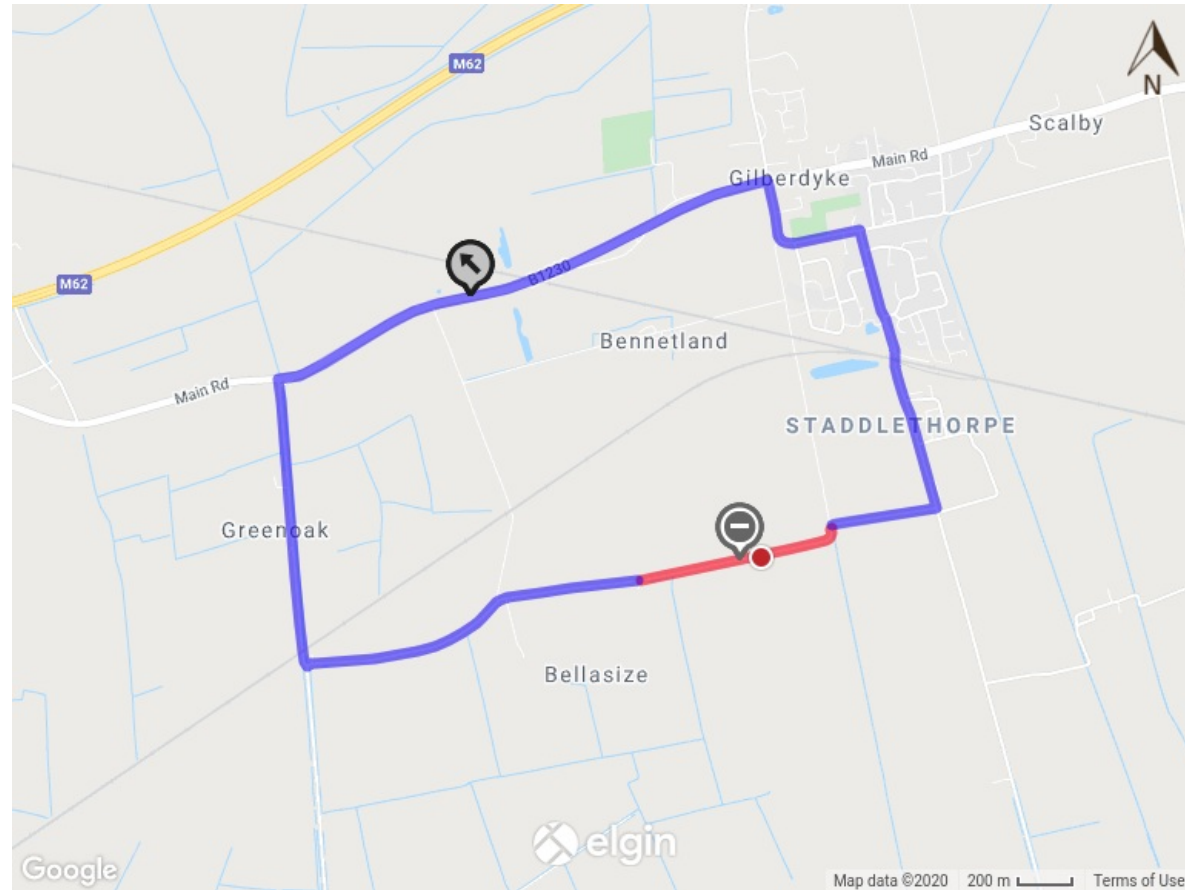 M62
N
Scalby
Main Rd
Gilberdyke
B1230
M62
Bennetland
Main Rd
STADDLETHORPE
Greenoak
Bellasize
elgin
Google
Map data ©2020 200 m Terms of Use